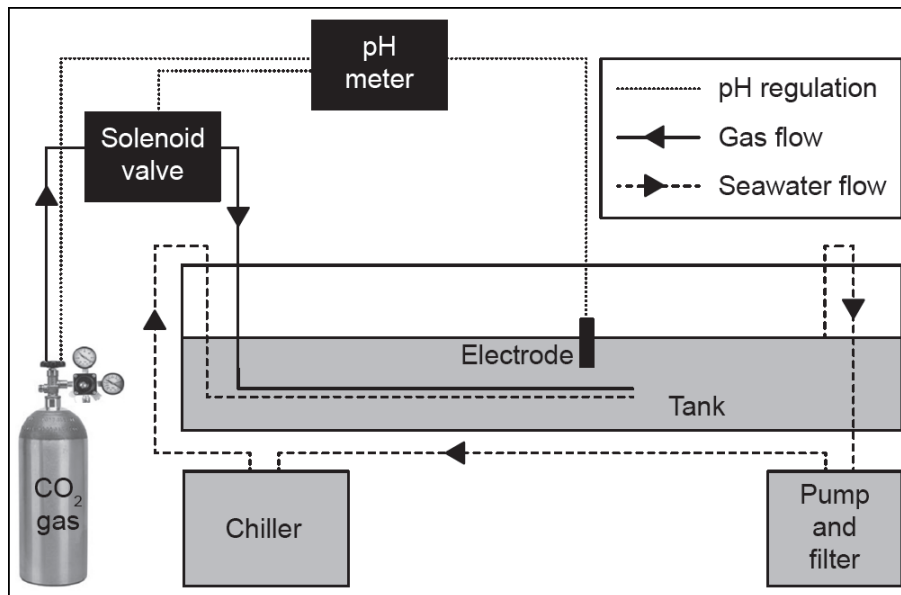 pH
meter
pH regulation
Solenoid
valve
Gas flow
Seawater flow
Electrode
Tank
CO₂
gas
Chiller
Pump
and
filter